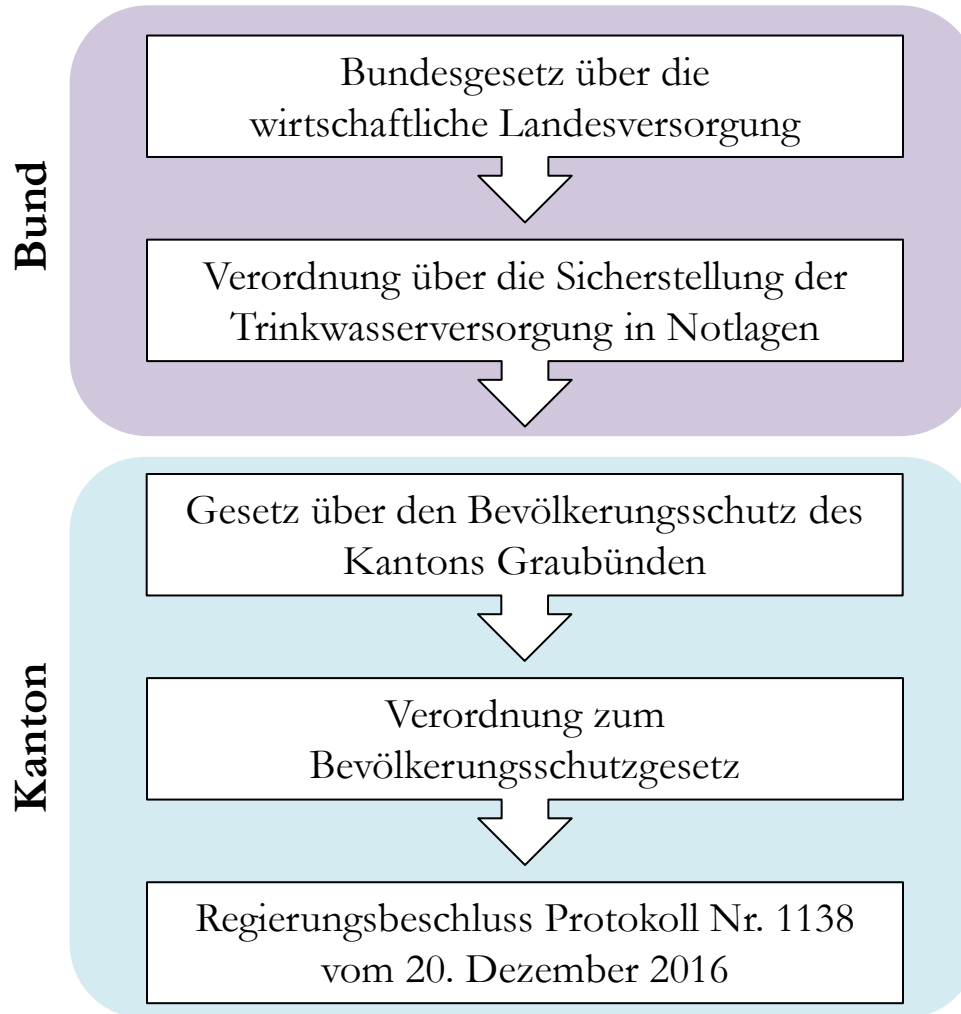 Bund
Bundesgesetz über die
wirtschaftliche Landesversorgung
Verordnung über die Sicherstellung der
Trinkwasserversorgung in Notlagen
Kanton
Gesetz über den Bevölkerungsschutz des
Kantons Graubünden
Verordnung zum
Bevölkerungsschutzgesetz
Regierungsbeschluss Protokoll Nr. 1138
vom 20. Dezember 2016